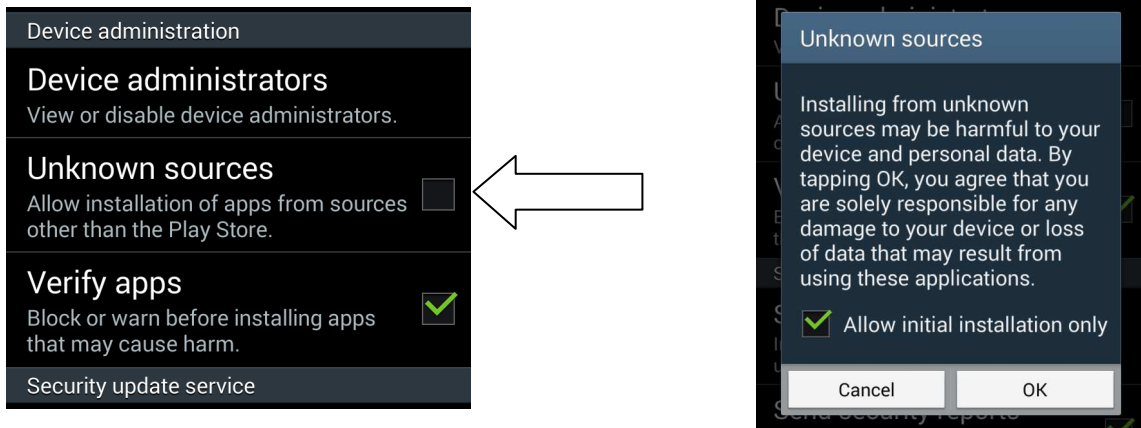 Device administration
Device administrators
View or disable device administrators.
Unknown sources
Allow installation of apps from sources
other than the Play Store.
Verify apps
Block or warn before installing apps
that may cause harm.
Security update service
Unknown sources
Installing from unknown
sources may be harmful to your
device and personal data. By
tapping OK, you agree that you
are solely responsible for any
damage to your device or loss
of data that may result from
using these applications.
Allow initial installation only
Cancel
OK